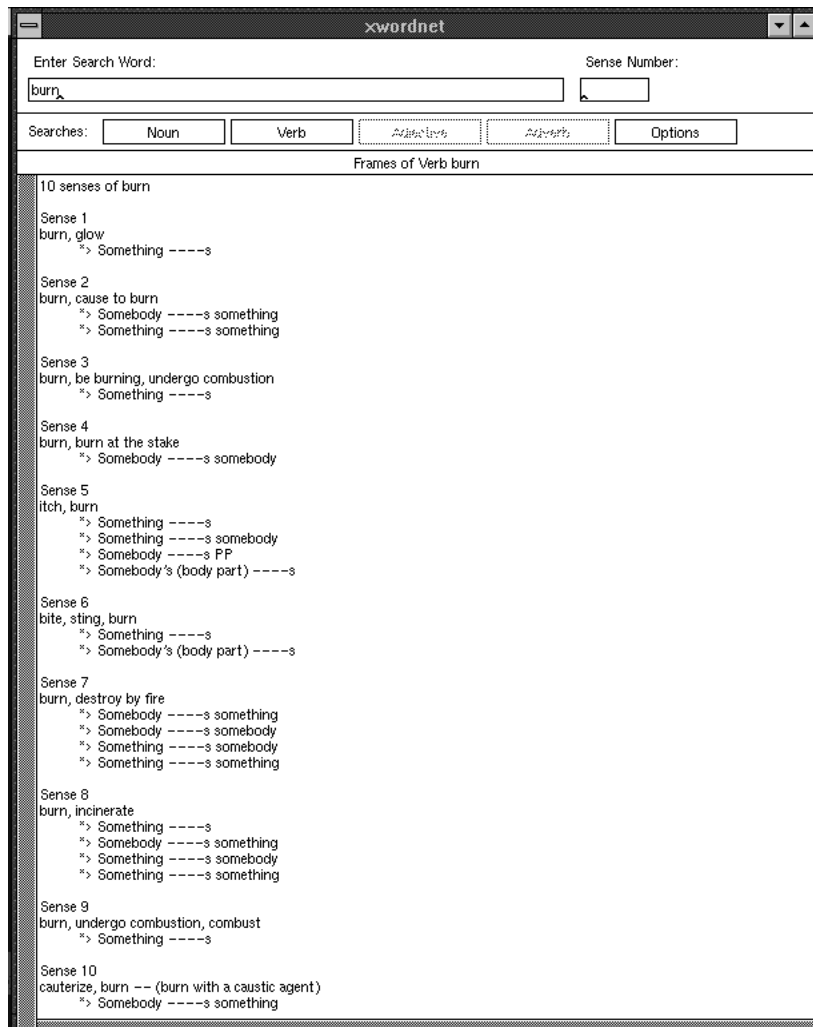 xwordnet
Enter Search Word:
Sense Number:
burn
Searches: Noun Verb Adjective Adverb Options
Frames of Verb burn
10 senses of burn
Sense 1
burn, glow
*> Something ----s
Sense 2
burn, cause to burn
*> Somebody ----s something
*> Something ----s something
Sense 3
burn, be burning, undergo combustion
*> Something ----s
Sense 4
burn, burn at the stake
*> Somebody ----s somebody
Sense 5
itch, burn
*> Something ----s
*> Something ----s somebody
*> Somebody ----s PP
*> Somebody's (body part) ----s
Sense 6
bite, sting, burn
*> Something ----s
*> Somebody's (body part) ----s
Sense 7
burn, destroy by fire
*> Somebody ----s something
*> Somebody ----s somebody
*> Something ----s somebody
*> Something ----s something
Sense 8
burn, incinerate
*> Something ----s
*> Somebody ----s something
*> Something ----s somebody
*> Something ----s something
Sense 9
burn, undergo combustion, combust
*> Something ----s
Sense 10
cauterize, burn -- (burn with a caustic agent)
*> Somebody ----s something